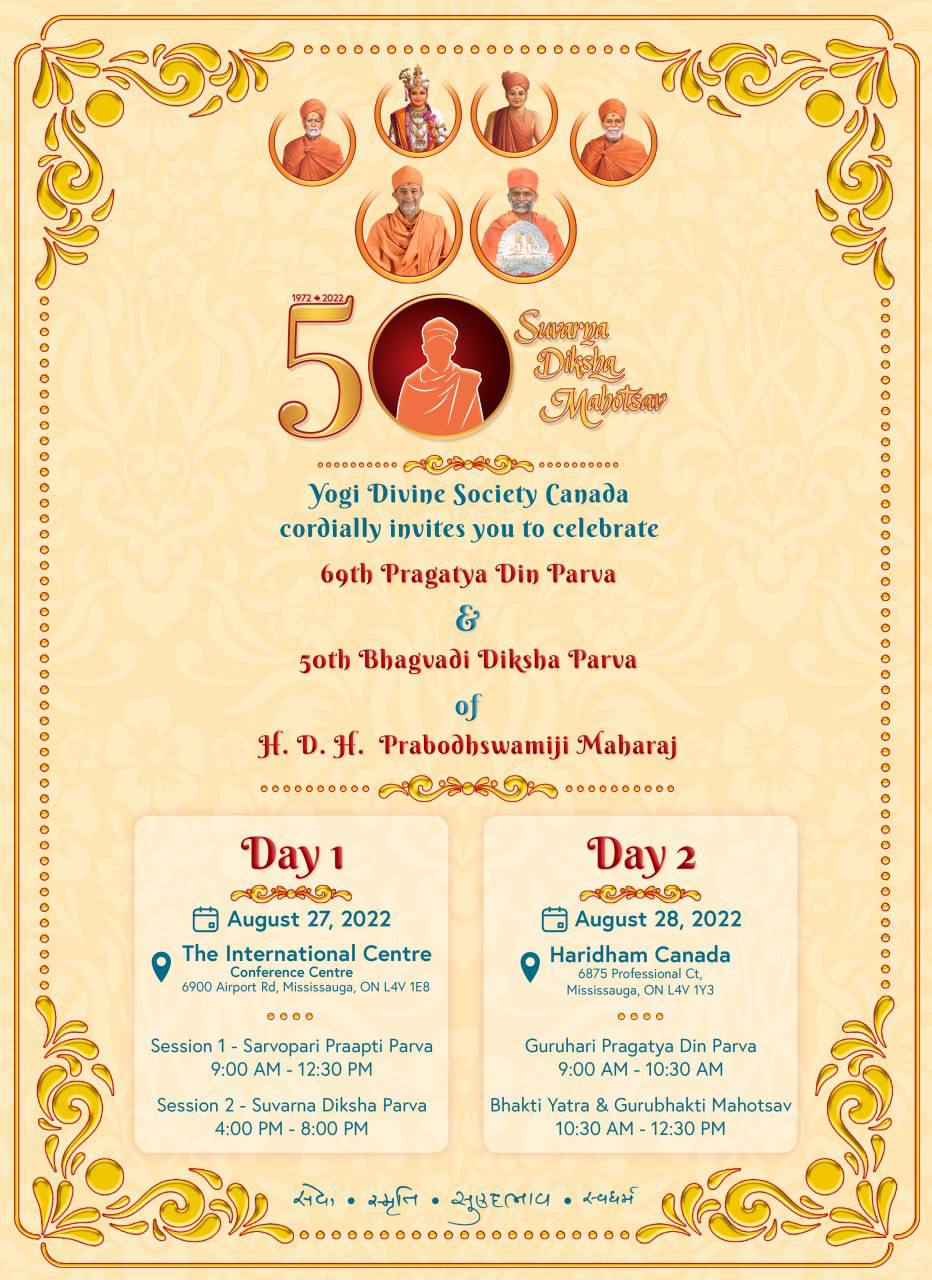 1972 2022
50
Suvarna
Diksha
Mahotsav
Yogi Divine Society Canada
cordially invites you to celebrate
69th Pragatya Din Parva
&
50th Bhagvadi Diksha Parva
of
H. D. H. Prabodhswamiji Maharaj
Day 1
August 27, 2022
The International Centre
Conference Centre
6900 Airport Rd, Mississauga, ON L4V 1E8
Session 1 - Sarvopari Praapti Parva
9:00 AM - 12:30 PM
Session 2 - Suvarna Diksha Parva
4:00 PM - 8:00 PM
Day 2
August 28, 2022
Haridham Canada
6875 Professional Ct,
Mississauga, ON L4V 1Y3
Guruhari Pragatya Din Parva
9:00 AM - 10:30 AM
Bhakti Yatra & Gurubhakti Mahotsav
10:30 AM - 12:30 PM
સ્મૃતિ • સુહૃદભાવ • સ્વધર્મ